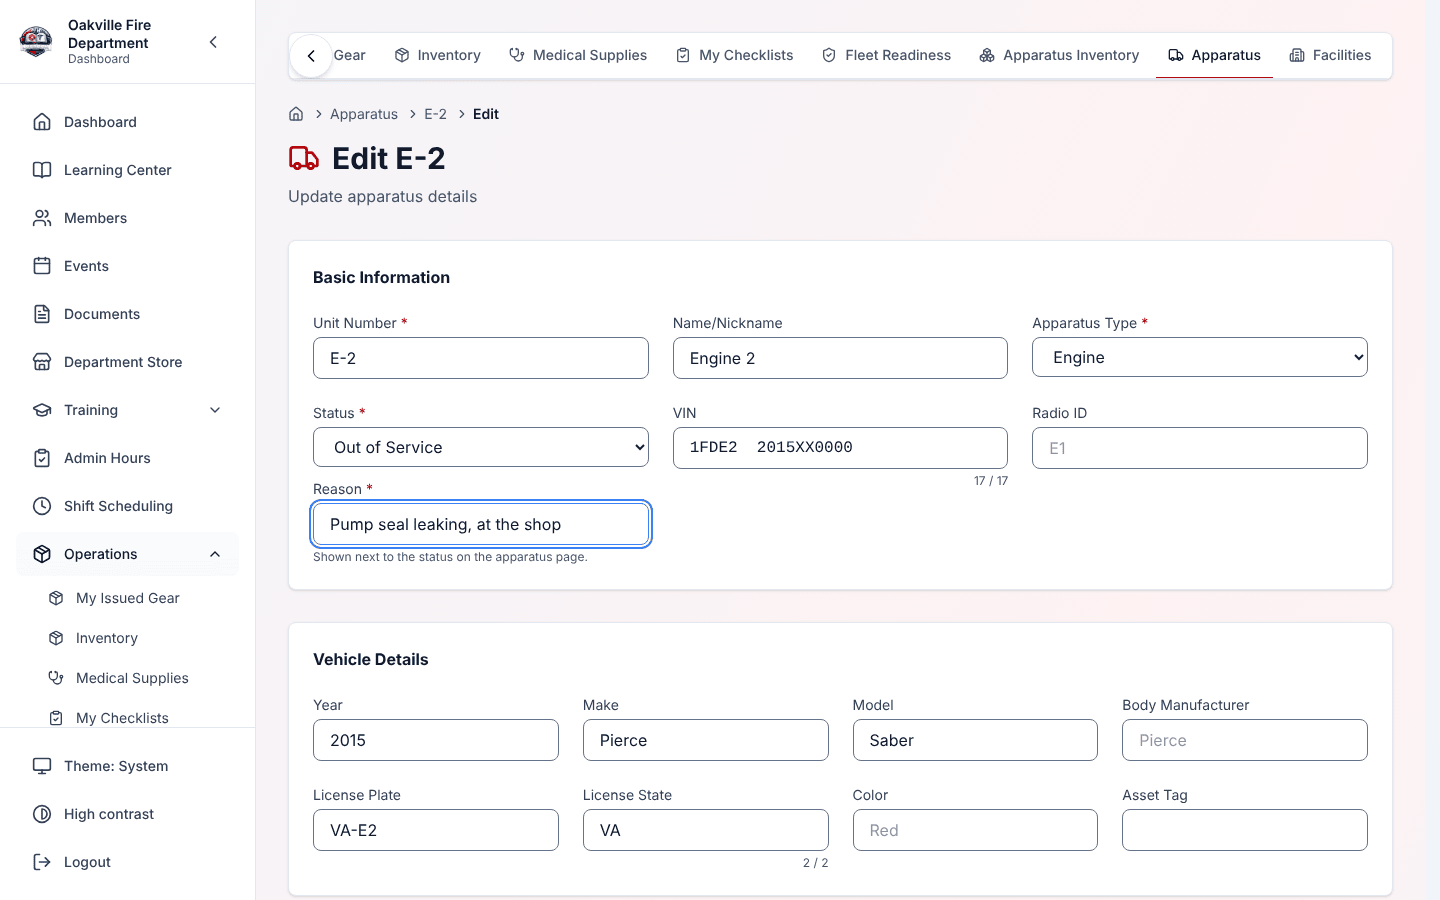 Oakville Fire
Department
Dashboard
Dashboard
Learning Center
Members
Events
Documents
Department Store
Training
Admin Hours
Shift Scheduling
Operations
My Issued Gear
Inventory
Medical Supplies
My Checklists
Theme: System
High contrast
Logout
Gear Inventory Medical Supplies My Checklists Fleet Readiness Apparatus Inventory Apparatus Facilities
Apparatus E-2 Edit
Edit E-2
Update apparatus details
Basic Information
Unit Number * Name/Nickname Apparatus Type *
E-2 Engine 2 Engine
Status * VIN Radio ID
Out of Service 1FDE2  2015XX0000 E1
17 / 17
Reason *
Pump seal leaking, at the shop
Shown next to the status on the apparatus page.
Vehicle Details
Year Make Model Body Manufacturer
2015 Pierce Saber Pierce
License Plate License State Color Asset Tag
VA-E2 VA Red
2 / 2